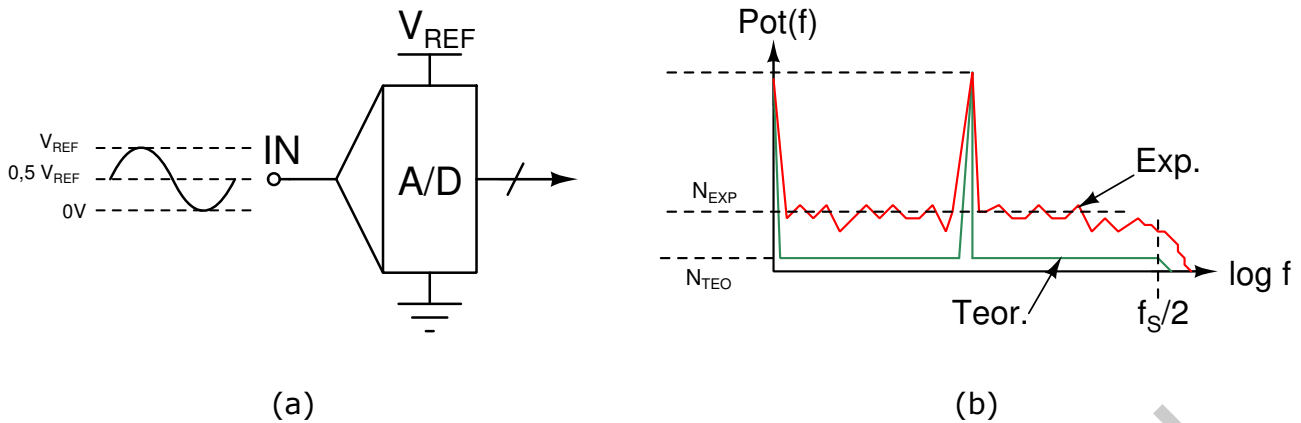 V_REF
V_REF
0,5 V_REF
0V
IN
A/D
(a)
Pot(f)
N_EXP
N_TEO
Exp.
Teor.
log f
f_S/2
(b)